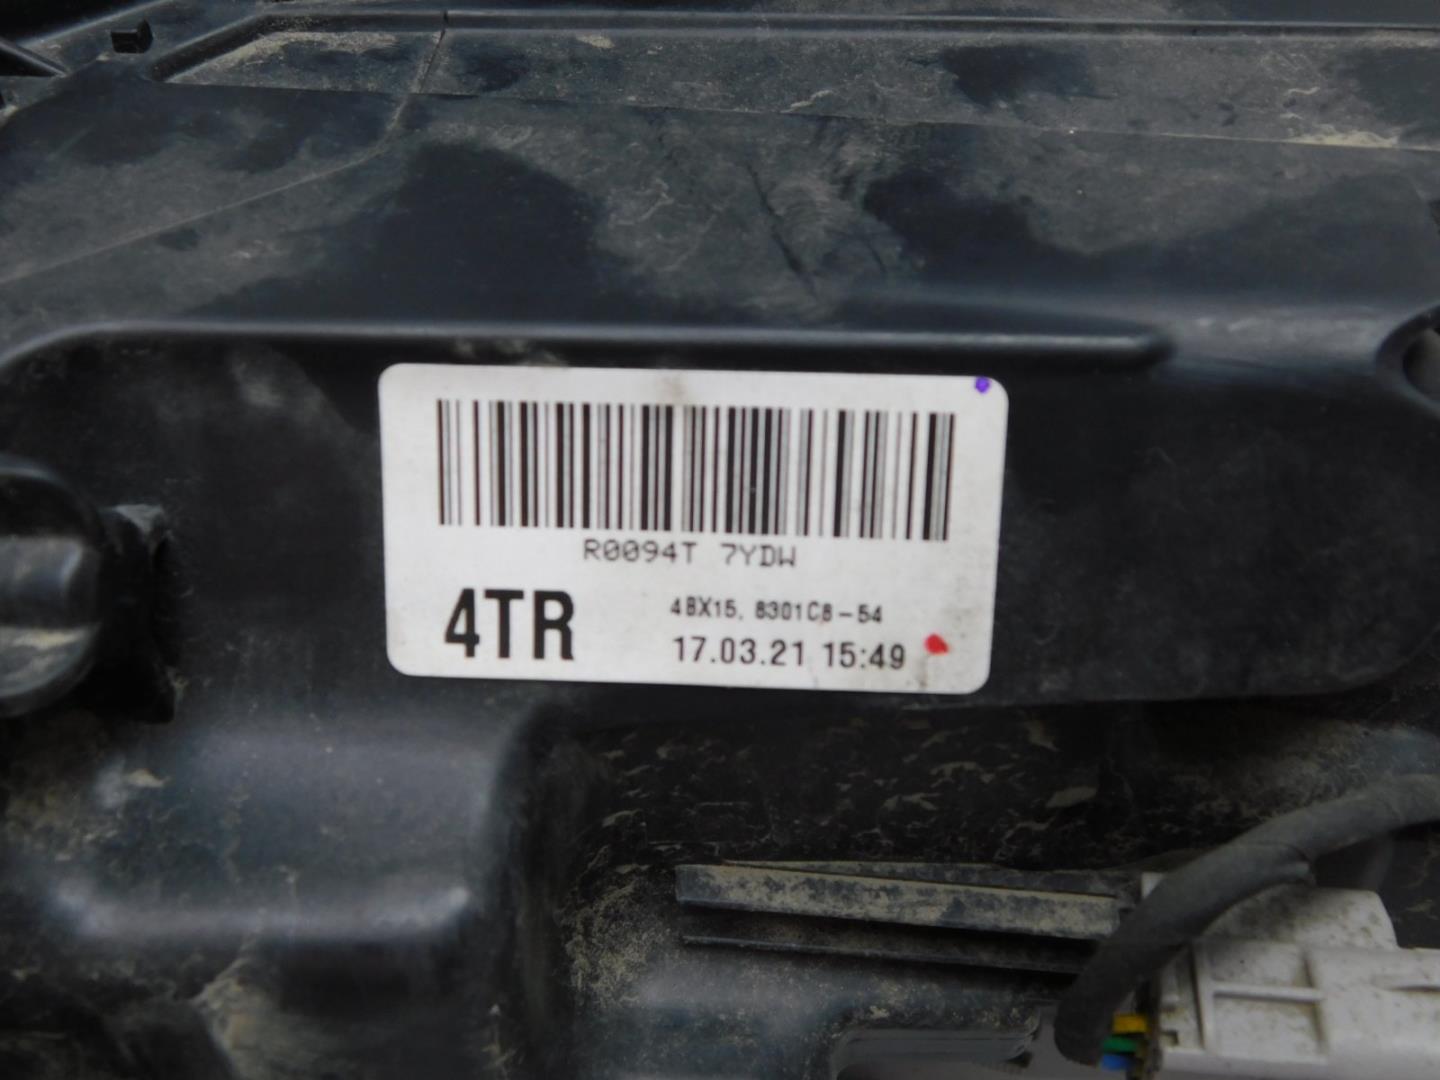 R0094T 7YDW
4TR
4BX15. 8301C8-54
17.03.21 15:49